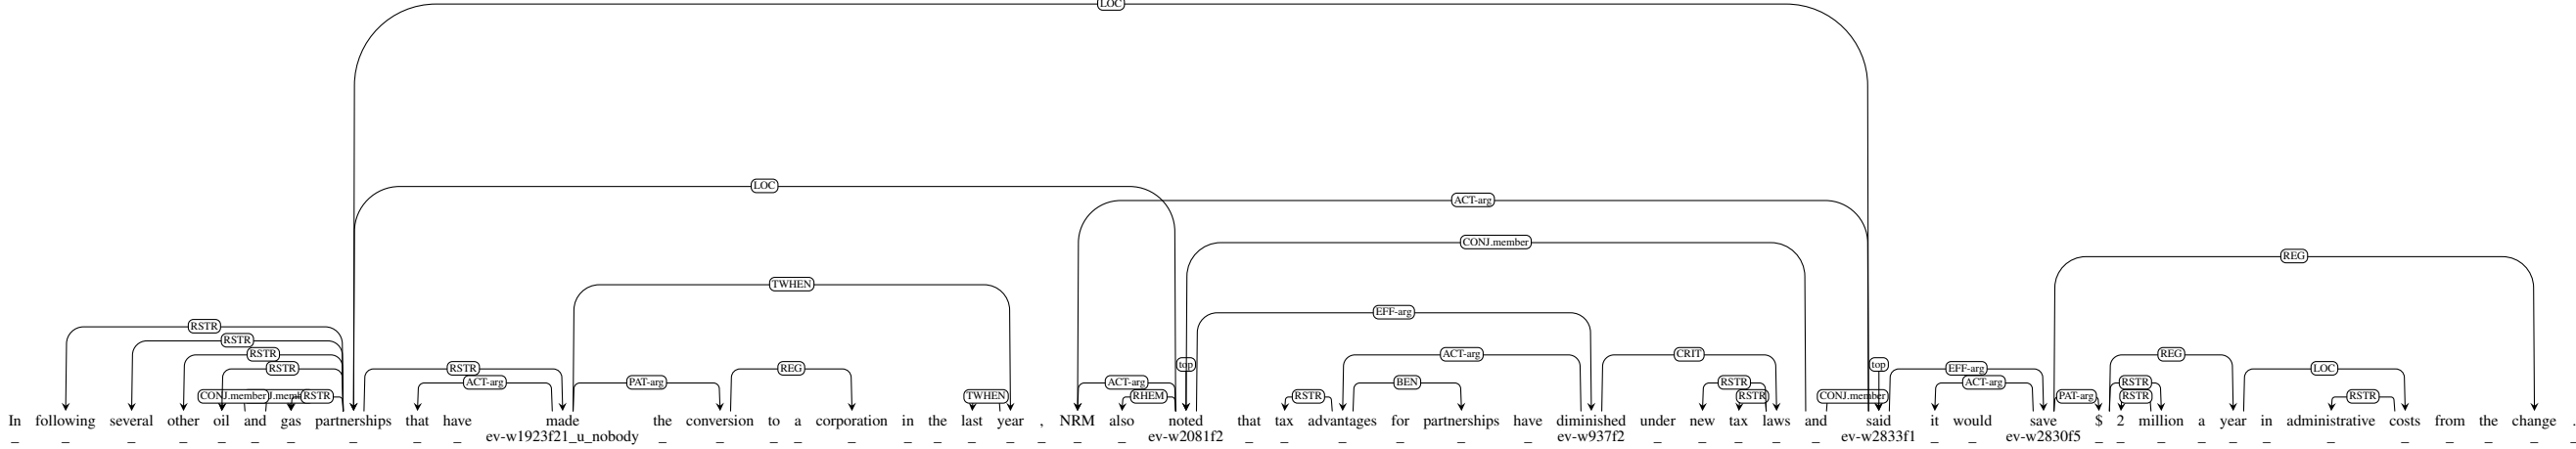 LOC
LOC
ACT-arg
CONJ.member
REG
TWHEN
EFF-arg
RSTR
RSTR
RSTR ACT-arg CRIT REG
top top
RSTR RSTR REG EFF-arg LOC
ACT-arg PAT-arg ACT-arg BEN RSTR ACT-arg RSTR
CONJ.member J.memb RSTR TWHEN RHEM RSTR RSTR CONJ.member PAT-arg RSTR RSTR
In following several other oil and gas partnerships that have made the conversion to a corporation in the last year , NRM also noted that tax advantages for partnerships have diminished under new tax laws and said it would save $ 2 million a year in administrative costs from the change .
_ _ _ _ _ _ _ _ _ _ ev-w1923f21_u_nobody _ _ _ _ _ _ _ _ _ _ _ _ ev-w2081f2 _ _ _ _ _ _ ev-w937f2 _ _ _ _ _ ev-w2833f1 _ _ ev-w2830f5 _ _ _ _ _ _ _ _ _ _ _ _